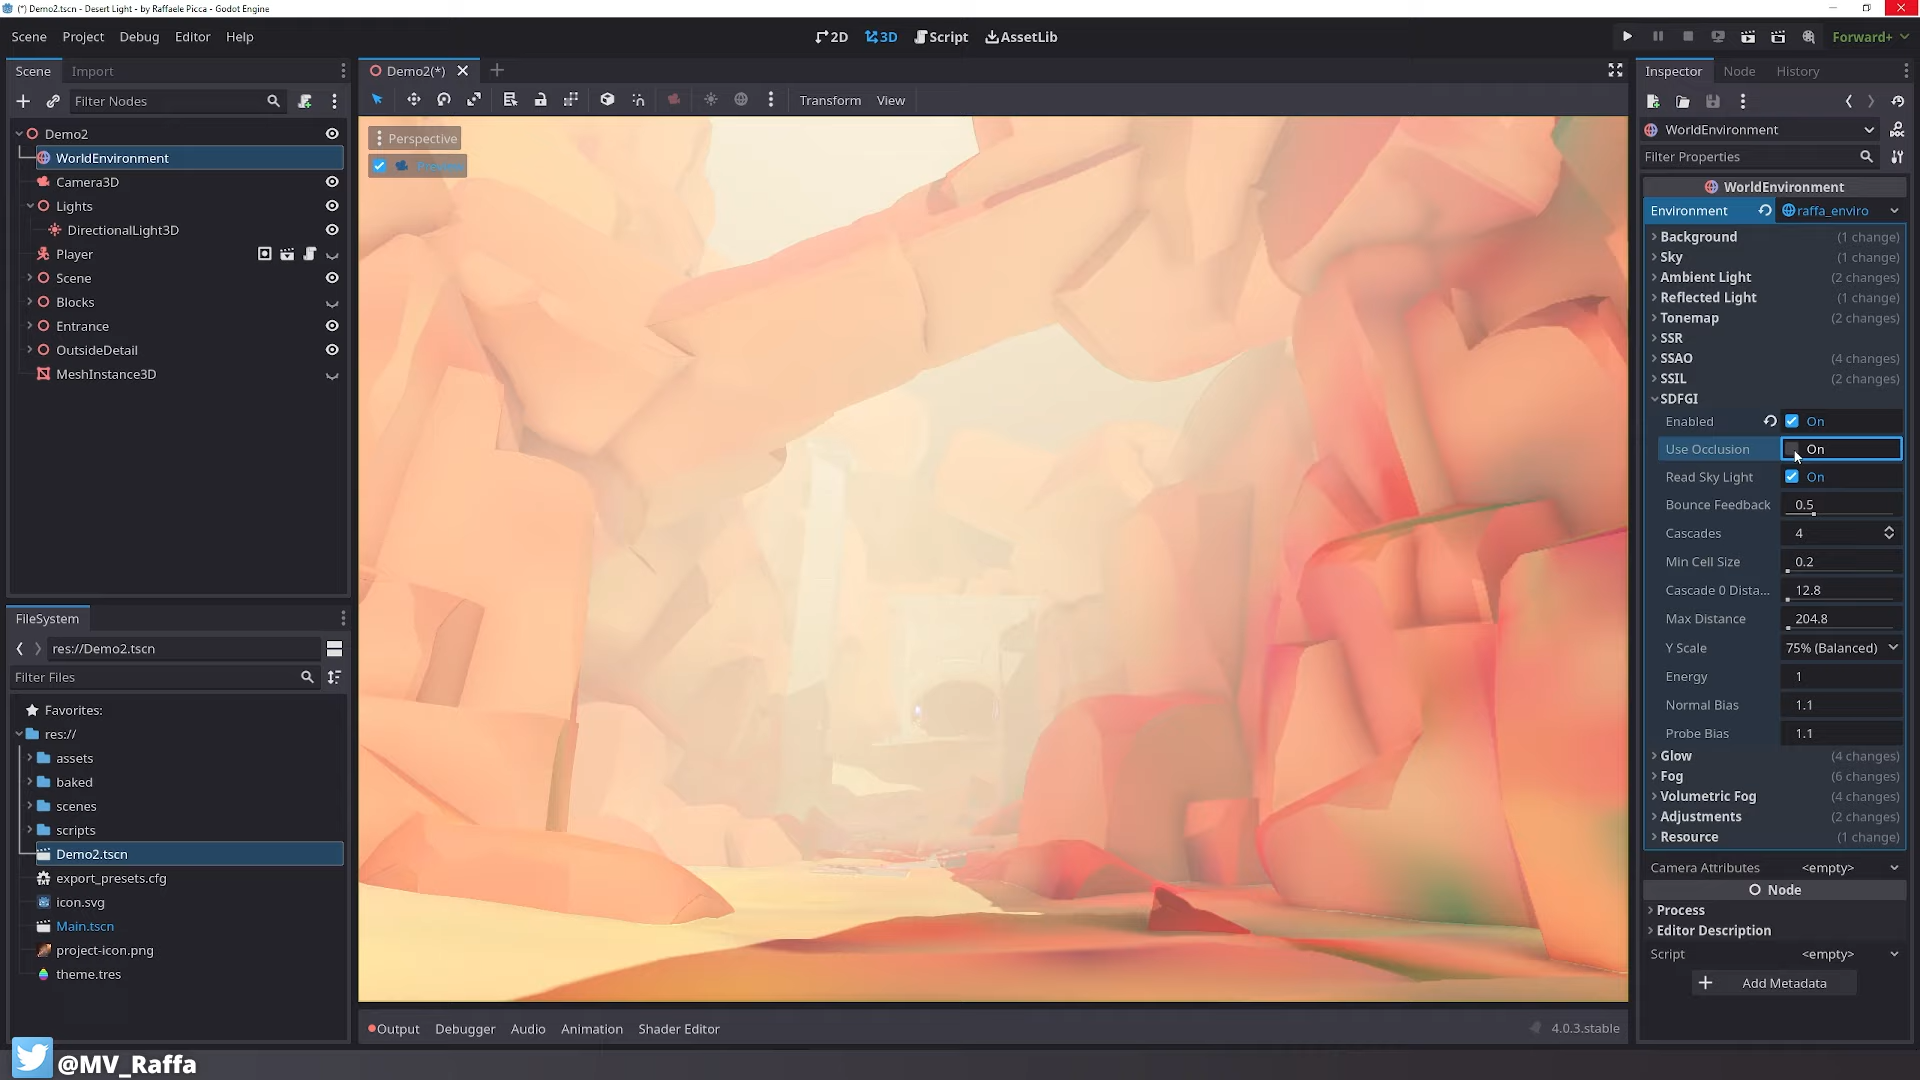 (*) Demo2.tscn - Desert Light - by Raffaele Picca - Godot Engine
Scene Project Debug Editor Help
2D 3D Script AssetLib
Forward+
Scene Import
Filter Nodes
Demo2
WorldEnvironment
Camera3D
Lights
DirectionalLight3D
Player
Scene
Blocks
Entrance
OutsideDetail
MeshInstance3D
FileSystem
res://Demo2.tscn
Filter Files
Favorites:
res://
assets
baked
scenes
scripts
Demo2.tscn
export_presets.cfg
icon.svg
Main.tscn
project-icon.png
theme.tres
@MV_Raffa
Demo2(*)
Transform View
Perspective
Preview
Output Debugger Audio Animation Shader Editor
4.0.3.stable
Inspector Node History
WorldEnvironment
Filter Properties
WorldEnvironment
Environment raffa_enviro
Background (1 change)
Sky (1 change)
Ambient Light (2 changes)
Reflected Light (1 change)
Tonemap (2 changes)
SSR
SSAO (4 changes)
SSIL (2 changes)
SDFGI
Enabled On
Use Occlusion On
Read Sky Light On
Bounce Feedback 0.5
Cascades 4
Min Cell Size 0.2
Cascade 0 Dista... 12.8
Max Distance 204.8
Y Scale 75% (Balanced)
Energy 1
Normal Bias 1.1
Probe Bias 1.1
Glow (4 changes)
Fog (6 changes)
Volumetric Fog (4 changes)
Adjustments (2 changes)
Resource (1 change)
Camera Attributes <empty>
Node
Process
Editor Description
Script <empty>
Add Metadata